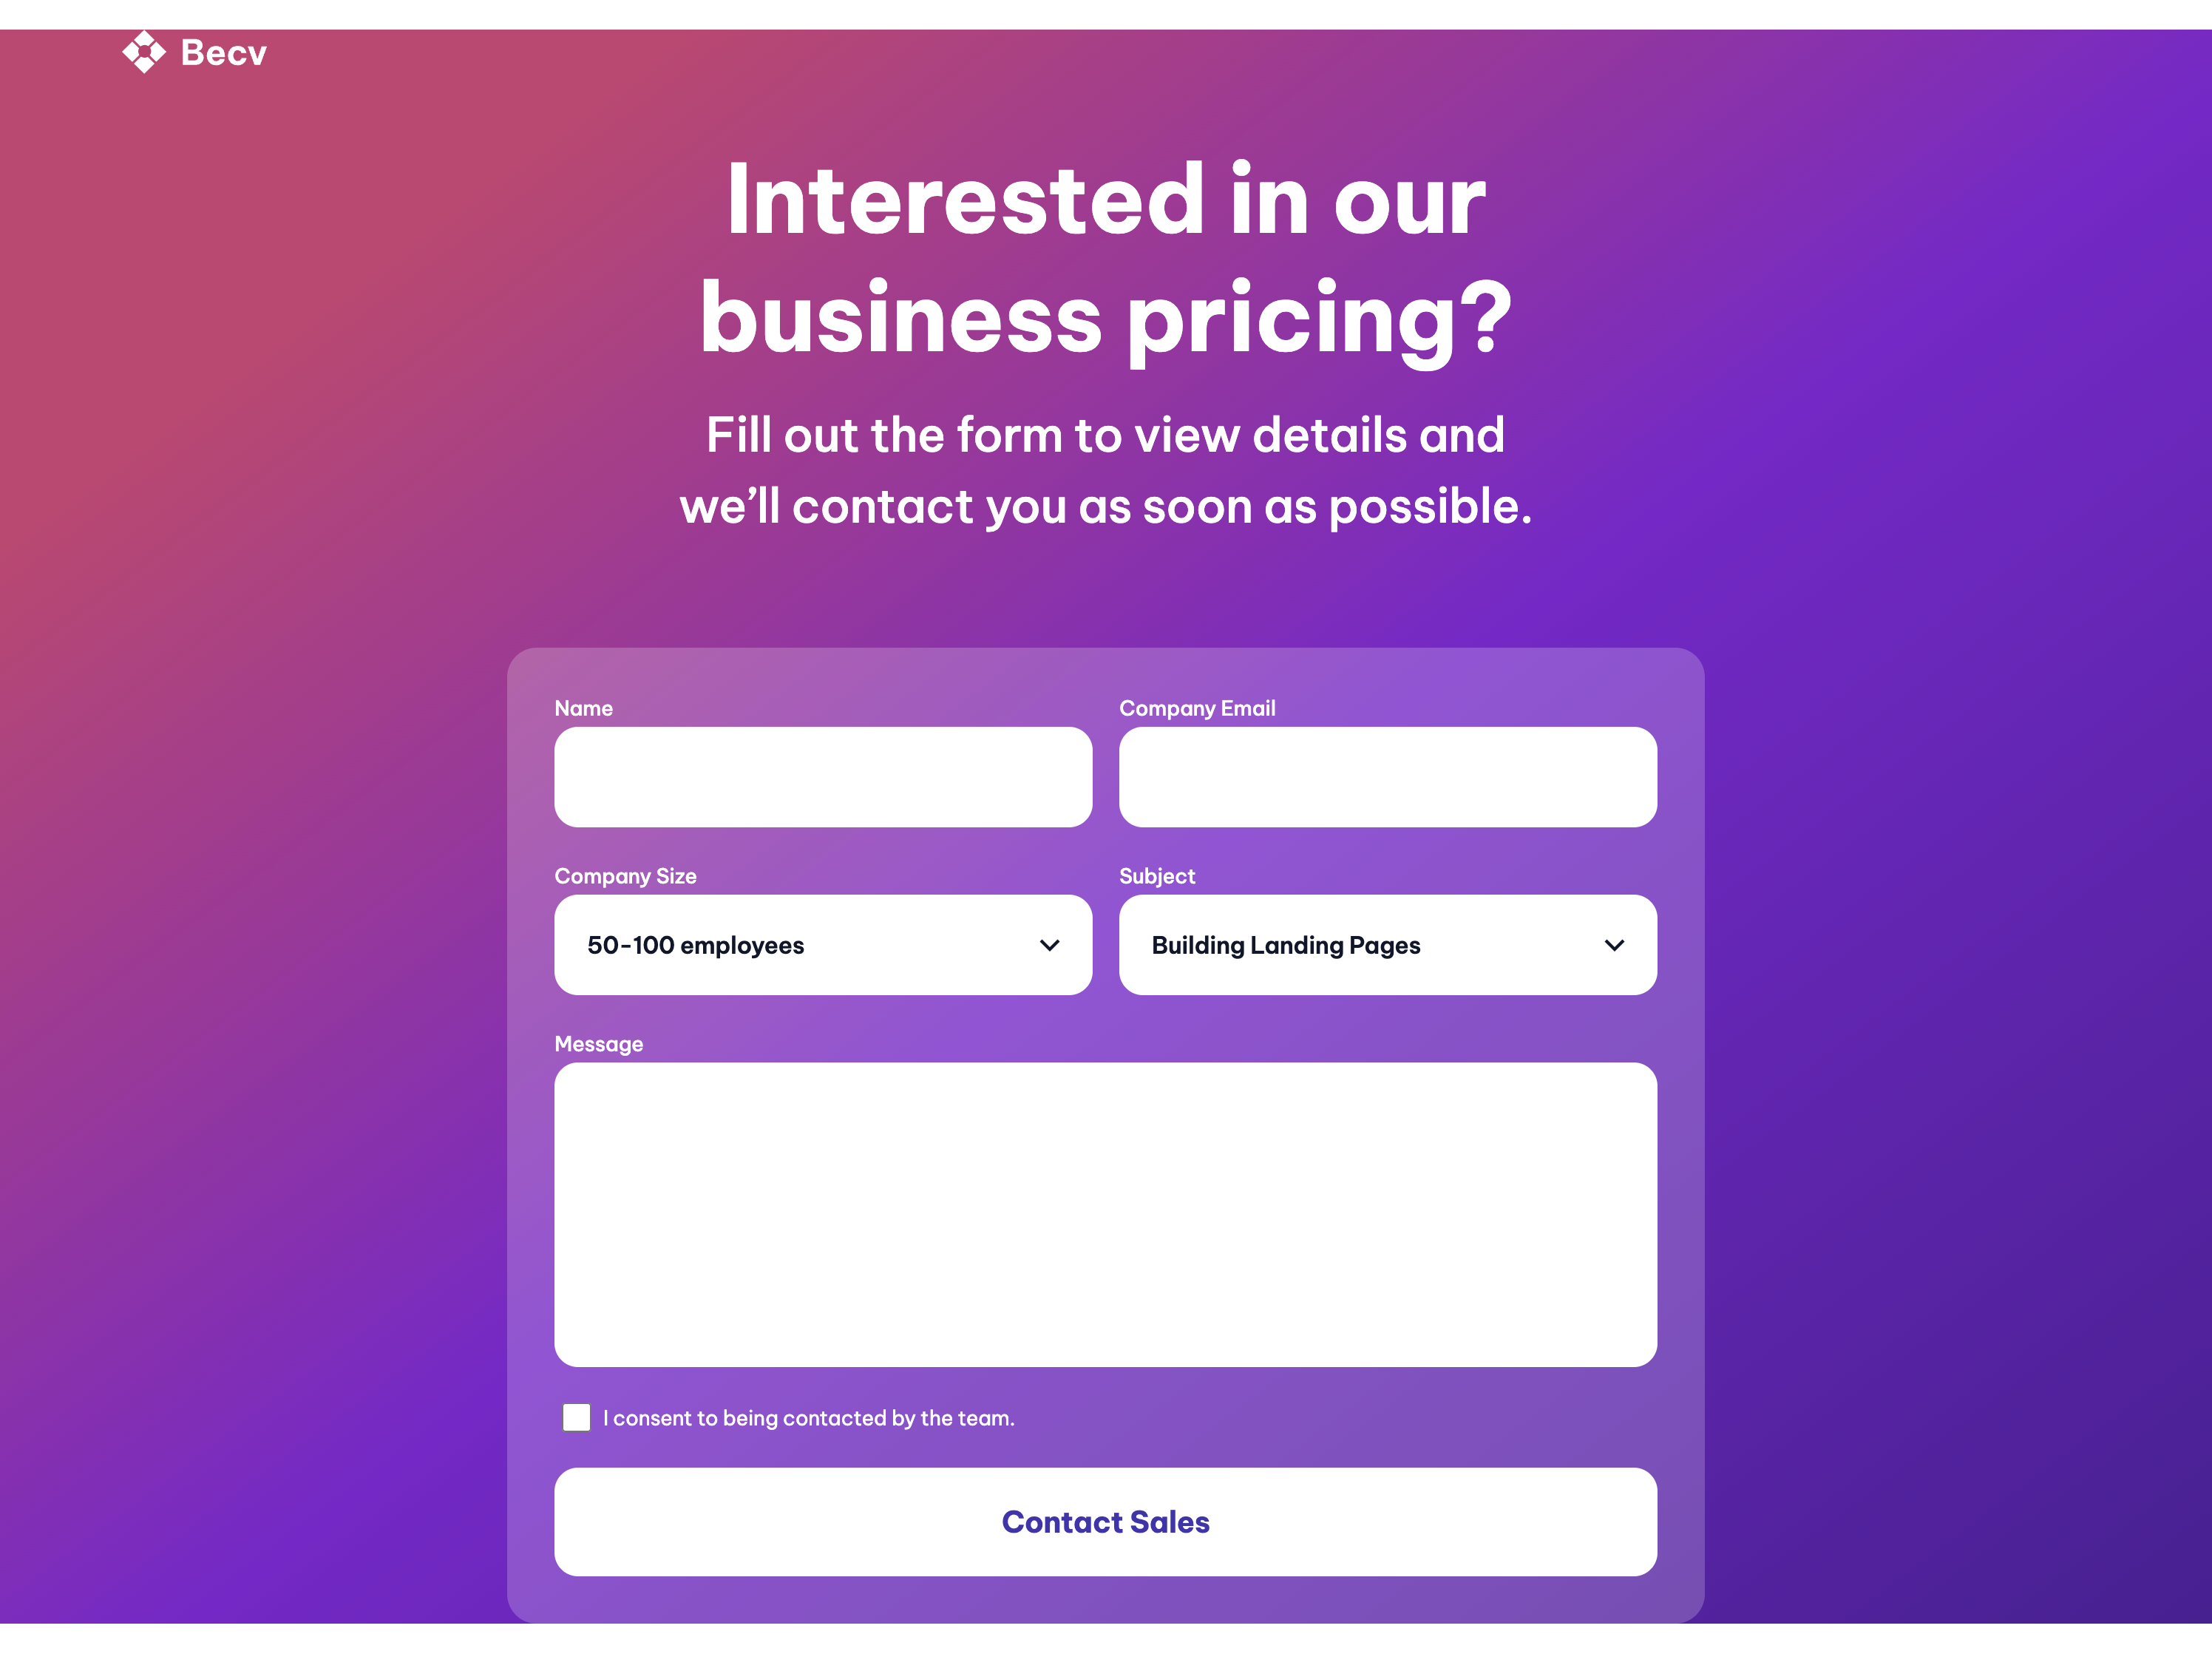 Becv
Interested in our
business pricing?
Fill out the form to view details and
we’ll contact you as soon as possible.
Name
Company Email
Company Size
Subject
50-100 employees
Building Landing Pages
Message
I consent to being contacted by the team.
Contact Sales